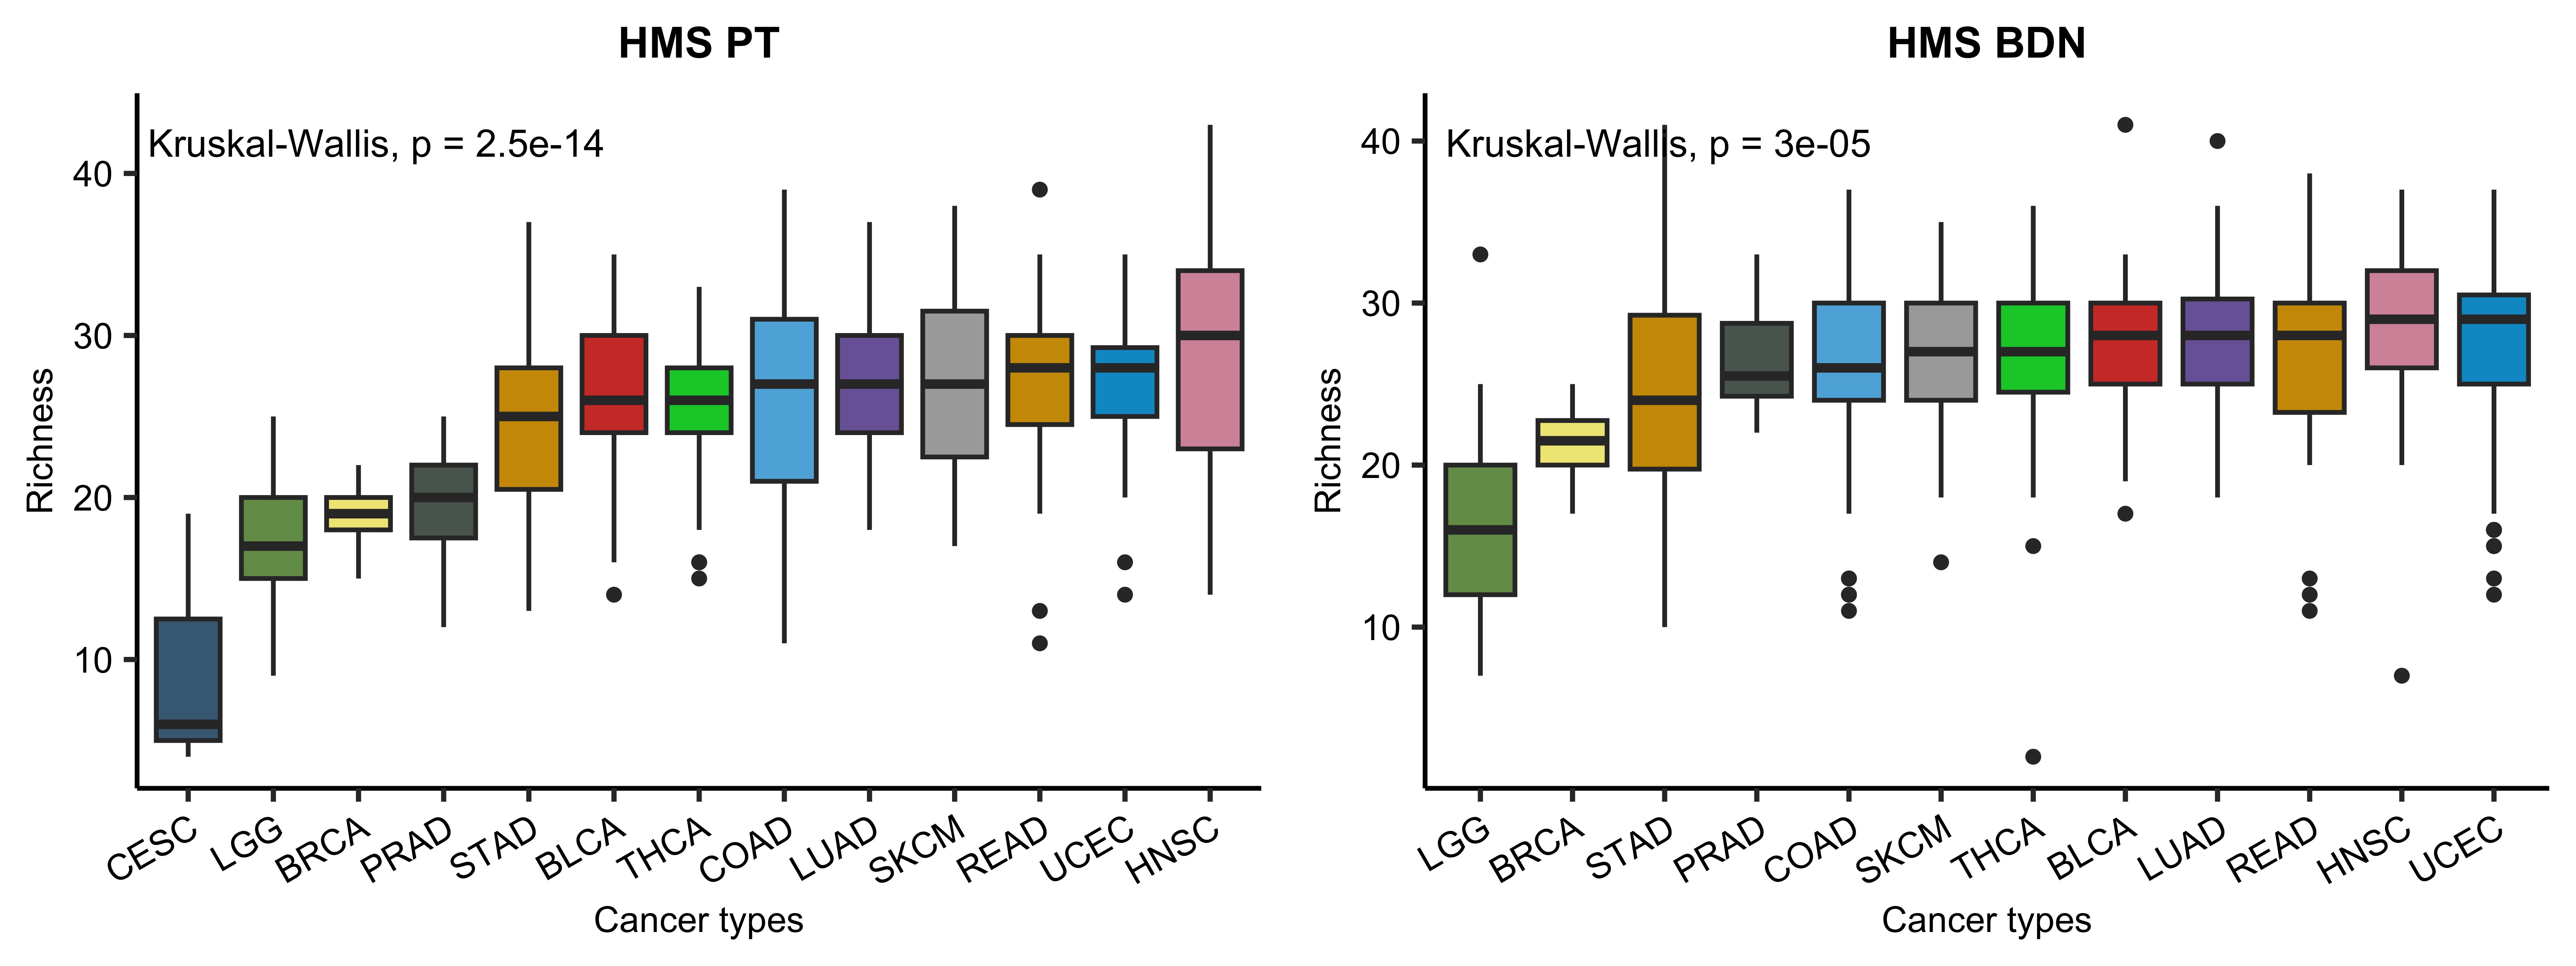 HMS PT
Kruskal-Wallis, p = 2.5e-14
Richness
40
30
20
10
CESC
LGG
BRCA
PRAD
STAD
BLCA
THCA
COAD
LUAD
SKCM
READ
UCEC
HNSC
Cancer types
HMS BDN
Kruskal-Wallis, p = 3e-05
Richness
40
30
20
10
LGG
BRCA
STAD
PRAD
COAD
SKCM
THCA
BLCA
LUAD
READ
HNSC
UCEC
Cancer types